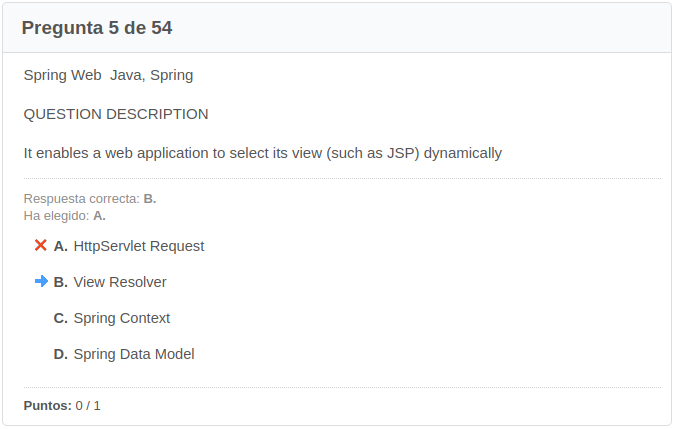 Pregunta 5 de 54
Spring Web  Java, Spring
QUESTION DESCRIPTION
It enables a web application to select its view (such as JSP) dynamically
Respuesta correcta: B.
Ha elegido: A.
A. HttpServlet Request
B. View Resolver
C. Spring Context
D. Spring Data Model
Puntos: 0 / 1